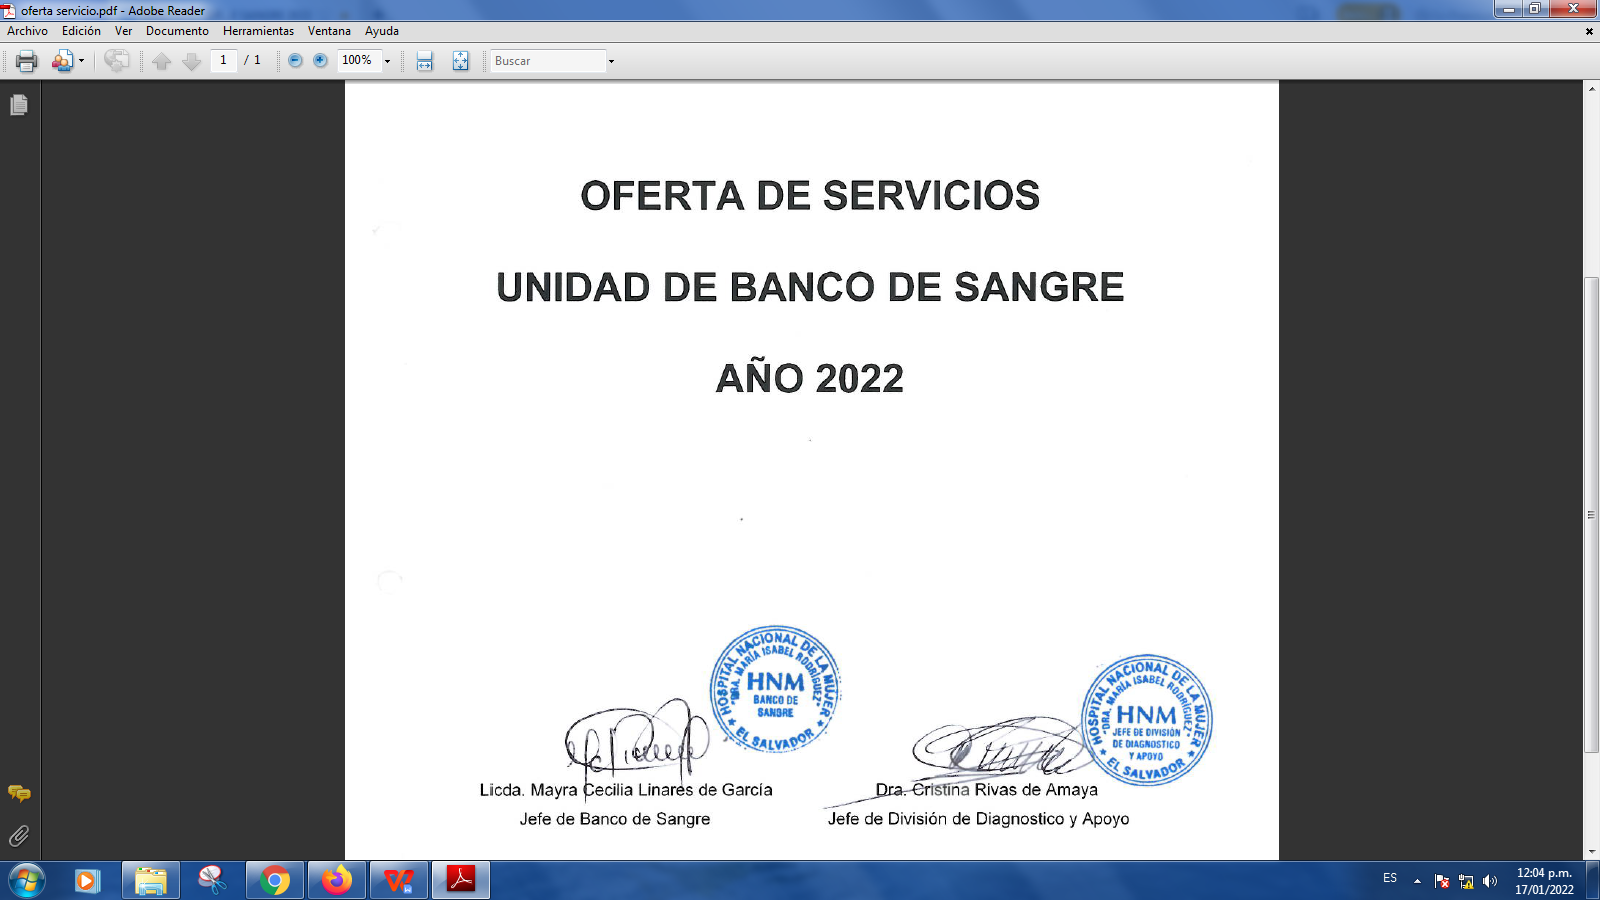 oferta servicio.pdf - Adobe Reader
Archivo Edición Ver Documento Herramientas Ventana Ayuda
1 / 1 100% Buscar
OFERTA DE SERVICIOS
UNIDAD DE BANCO DE SANGRE
AÑO 2022
HOSPITAL NACIONAL DE LA MUJER
"DRA. MARÍA ISABEL RODRÍGUEZ"
HNM
BANCO DE
SANGRE
EL SALVADOR
HOSPITAL NACIONAL DE LA MUJER
"DRA. MARÍA ISABEL RODRÍGUEZ"
HNM
JEFE DE DIVISIÓN
DE DIAGNOSTICO
Y APOYO
EL SALVADOR
Licda. Mayra Cecilia Linares de García
Jefe de Banco de Sangre
Dra. Cristina Rivas de Amaya
Jefe de División de Diagnostico y Apoyo
ES
12:04 p.m.
17/01/2022